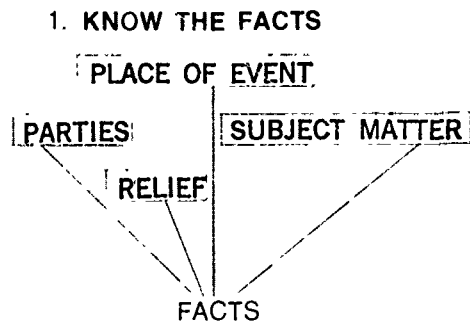 1. KNOW THE FACTS
PLACE OF EVENT
PARTIES
SUBJECT MATTER
RELIEF
FACTS